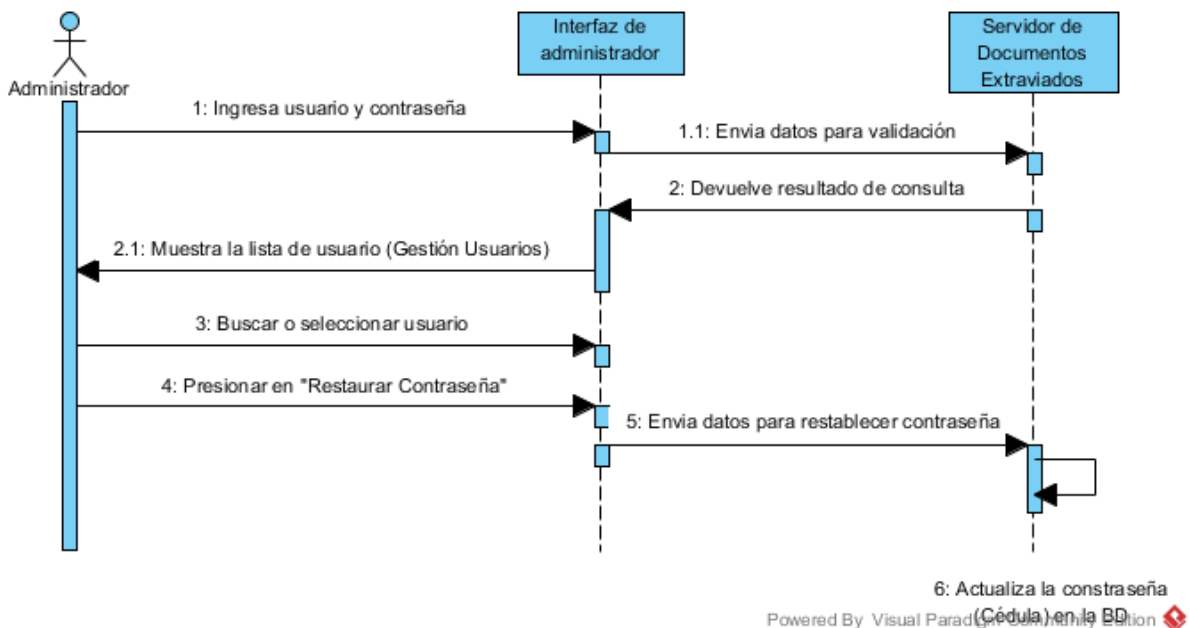 Interfaz de
administrador
Servidor de
Documentos
Extraviados
Administrador
1: Ingresa usuario y contraseña
1.1: Envia datos para validación
2: Devuelve resultado de consulta
2.1: Muestra la lista de usuario (Gestión Usuarios)
3: Buscar o seleccionar usuario
4: Presionar en "Restaurar Contraseña"
5: Envia datos para restablecer contraseña
6: Actualiza la constraseña
(Cédula) en la BD
Powered By Visual Paradigm Community Edition